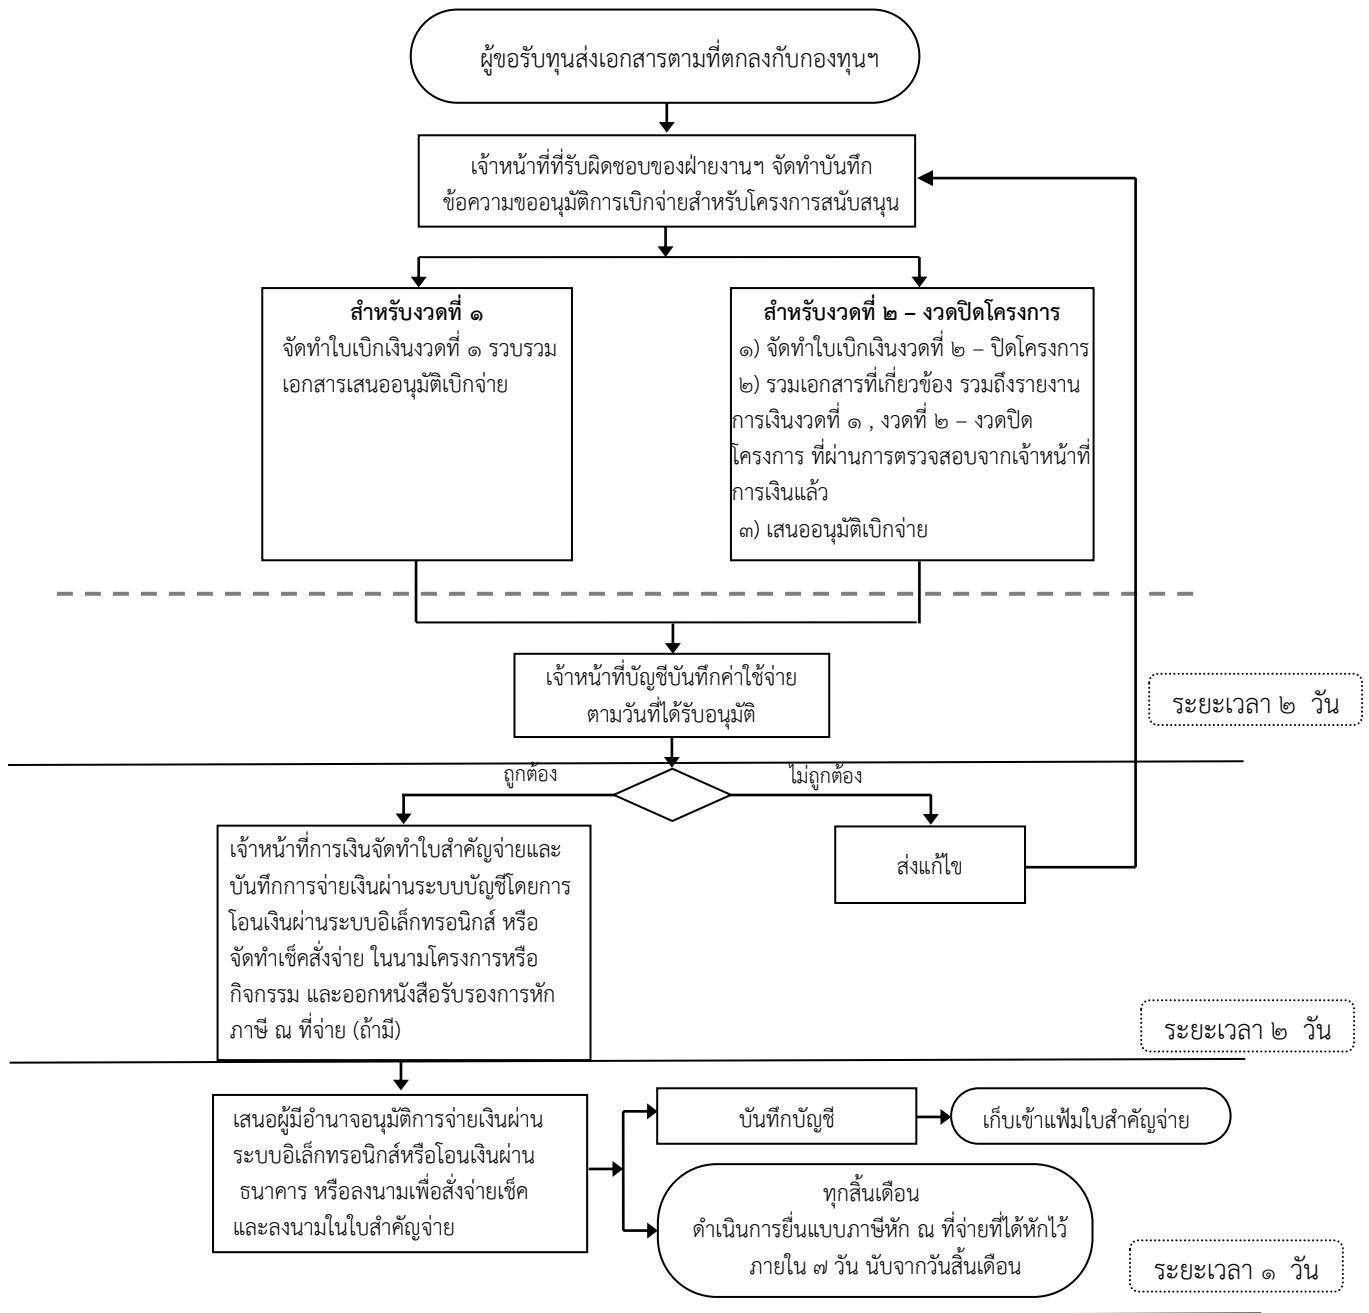 ผู้ขอรับทุนส่งเอกสารตามที่ตกลงกับกองทุนฯ
เจ้าหน้าที่ที่รับผิดชอบของฝ่ายงานฯ จัดทำบันทึก
ข้อความขออนุมัติการเบิกจ่ายสำหรับโครงการสนับสนุน
สำหรับงวดที่ ๑
จัดทำใบเบิกเงินงวดที่ ๑ รวบรวม
เอกสารเสนออนุมัติเบิกจ่าย
สำหรับงวดที่ ๒ – งวดปิดโครงการ
๑) จัดทำใบเบิกเงินงวดที่ ๒ – ปิดโครงการ
๒) รวมเอกสารที่เกี่ยวข้อง รวมถึงรายงาน
การเงินงวดที่ ๑ , งวดที่ ๒ – งวดปิด
โครงการ ที่ผ่านการตรวจสอบจากเจ้าหน้าที่
การเงินแล้ว
๓) เสนออนุมัติเบิกจ่าย
เจ้าหน้าที่บัญชีบันทึกค่าใช้จ่าย
ตามวันที่ได้รับอนุมัติ
ระยะเวลา ๒ วัน
ถูกต้อง
ไม่ถูกต้อง
เจ้าหน้าที่การเงินจัดทำใบสำคัญจ่ายและ
บันทึกการจ่ายเงินผ่านระบบบัญชีโดยการ
โอนเงินผ่านระบบอิเล็กทรอนิกส์ หรือ
จัดทำเช็คสั่งจ่าย ในนามโครงการหรือ
กิจกรรม และออกหนังสือรับรองการหัก
ภาษี ณ ที่จ่าย (ถ้ามี)
ส่งแก้ไข
ระยะเวลา ๒ วัน
เสนอผู้มีอำนาจอนุมัติการจ่ายเงินผ่าน
ระบบอิเล็กทรอนิกส์หรือโอนเงินผ่าน
ธนาคาร หรือลงนามเพื่อสั่งจ่ายเช็ค
และลงนามในใบสำคัญจ่าย
บันทึกบัญชี
เก็บเข้าแฟ้มใบสำคัญจ่าย
ทุกสิ้นเดือน
ดำเนินการยื่นแบบภาษีหัก ณ ที่จ่ายที่ได้หักไว้
ภายใน ๗ วัน นับจากวันสิ้นเดือน
ระยะเวลา ๑ วัน